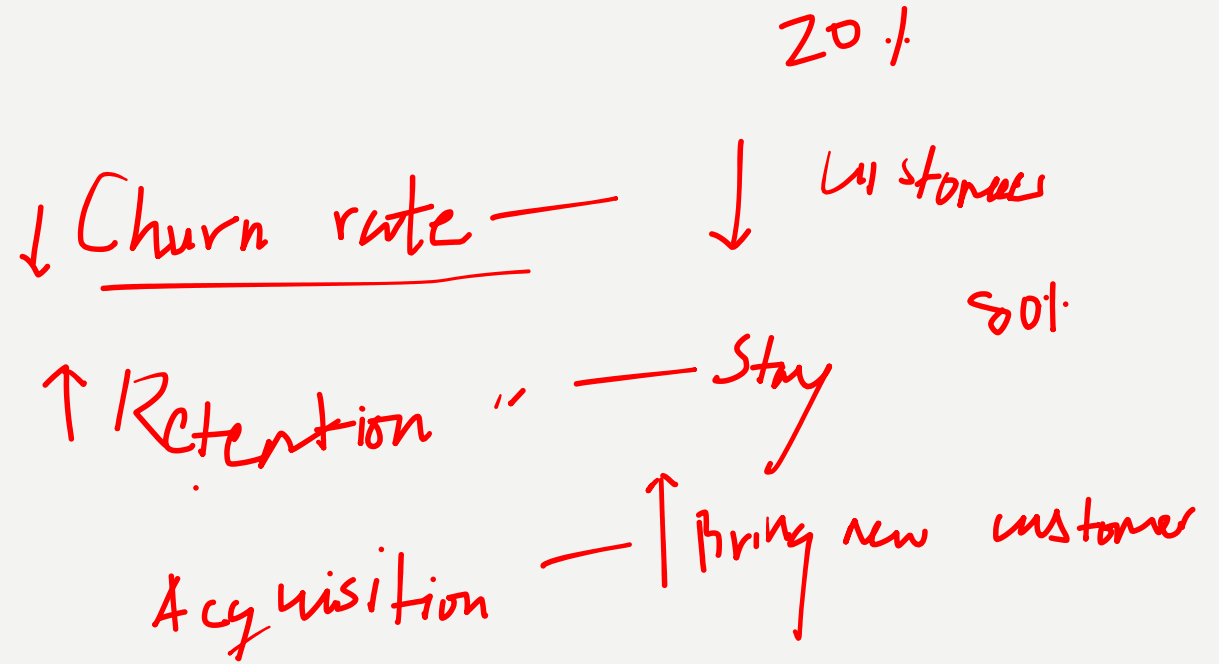 20%
↓ Churn rate — ↓ customers
80%
↑ Retention " — Stay
Acquisition — ↑ Bring new customer